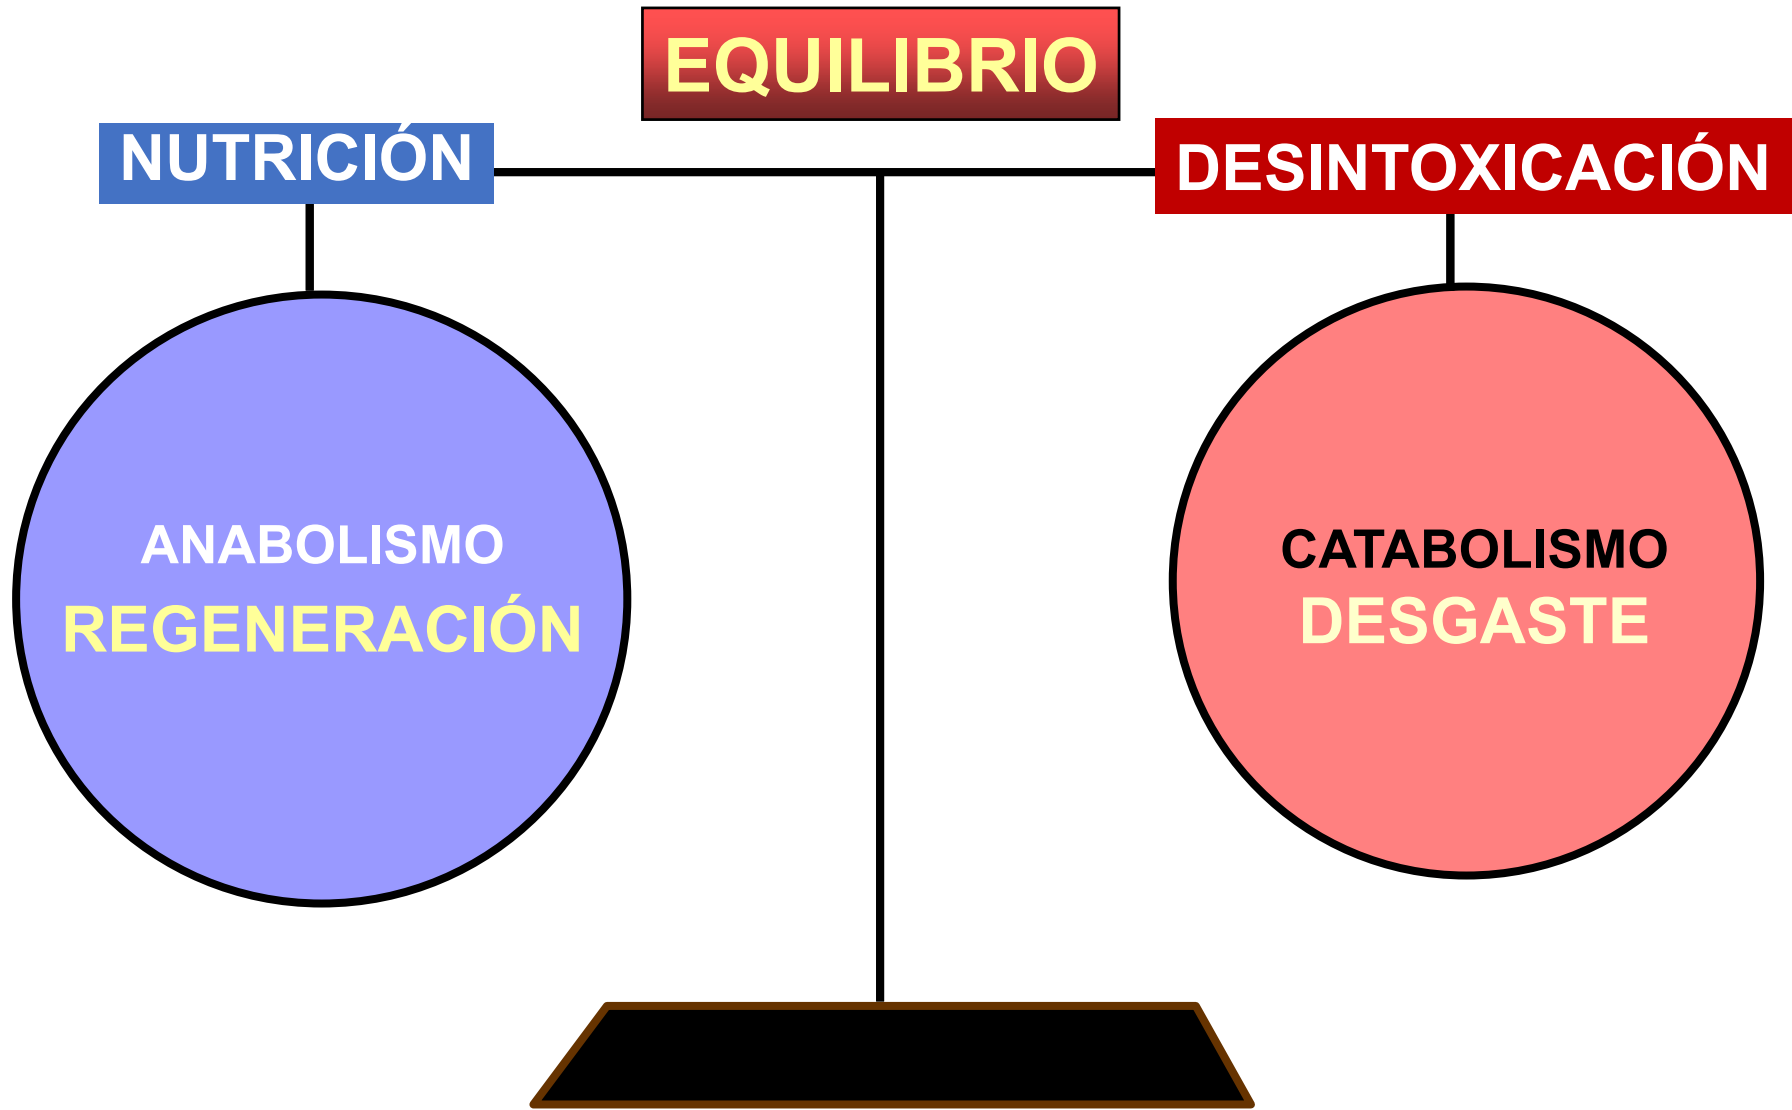 EQUILIBRIO
NUTRICIÓN
DESINTOXICACIÓN
ANABOLISMO
REGENERACIÓN
CATABOLISMO
DESGASTE